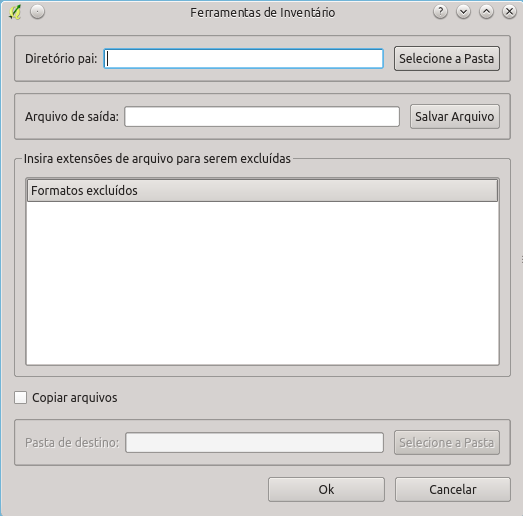 Ferramentas de Inventário
Diretório pai: Selecione a Pasta
Arquivo de saída: Salvar Arquivo
Insira extensões de arquivo para serem excluídas
Formatos excluídos
Copiar arquivos
Pasta de destino: Selecione a Pasta
Ok Cancelar